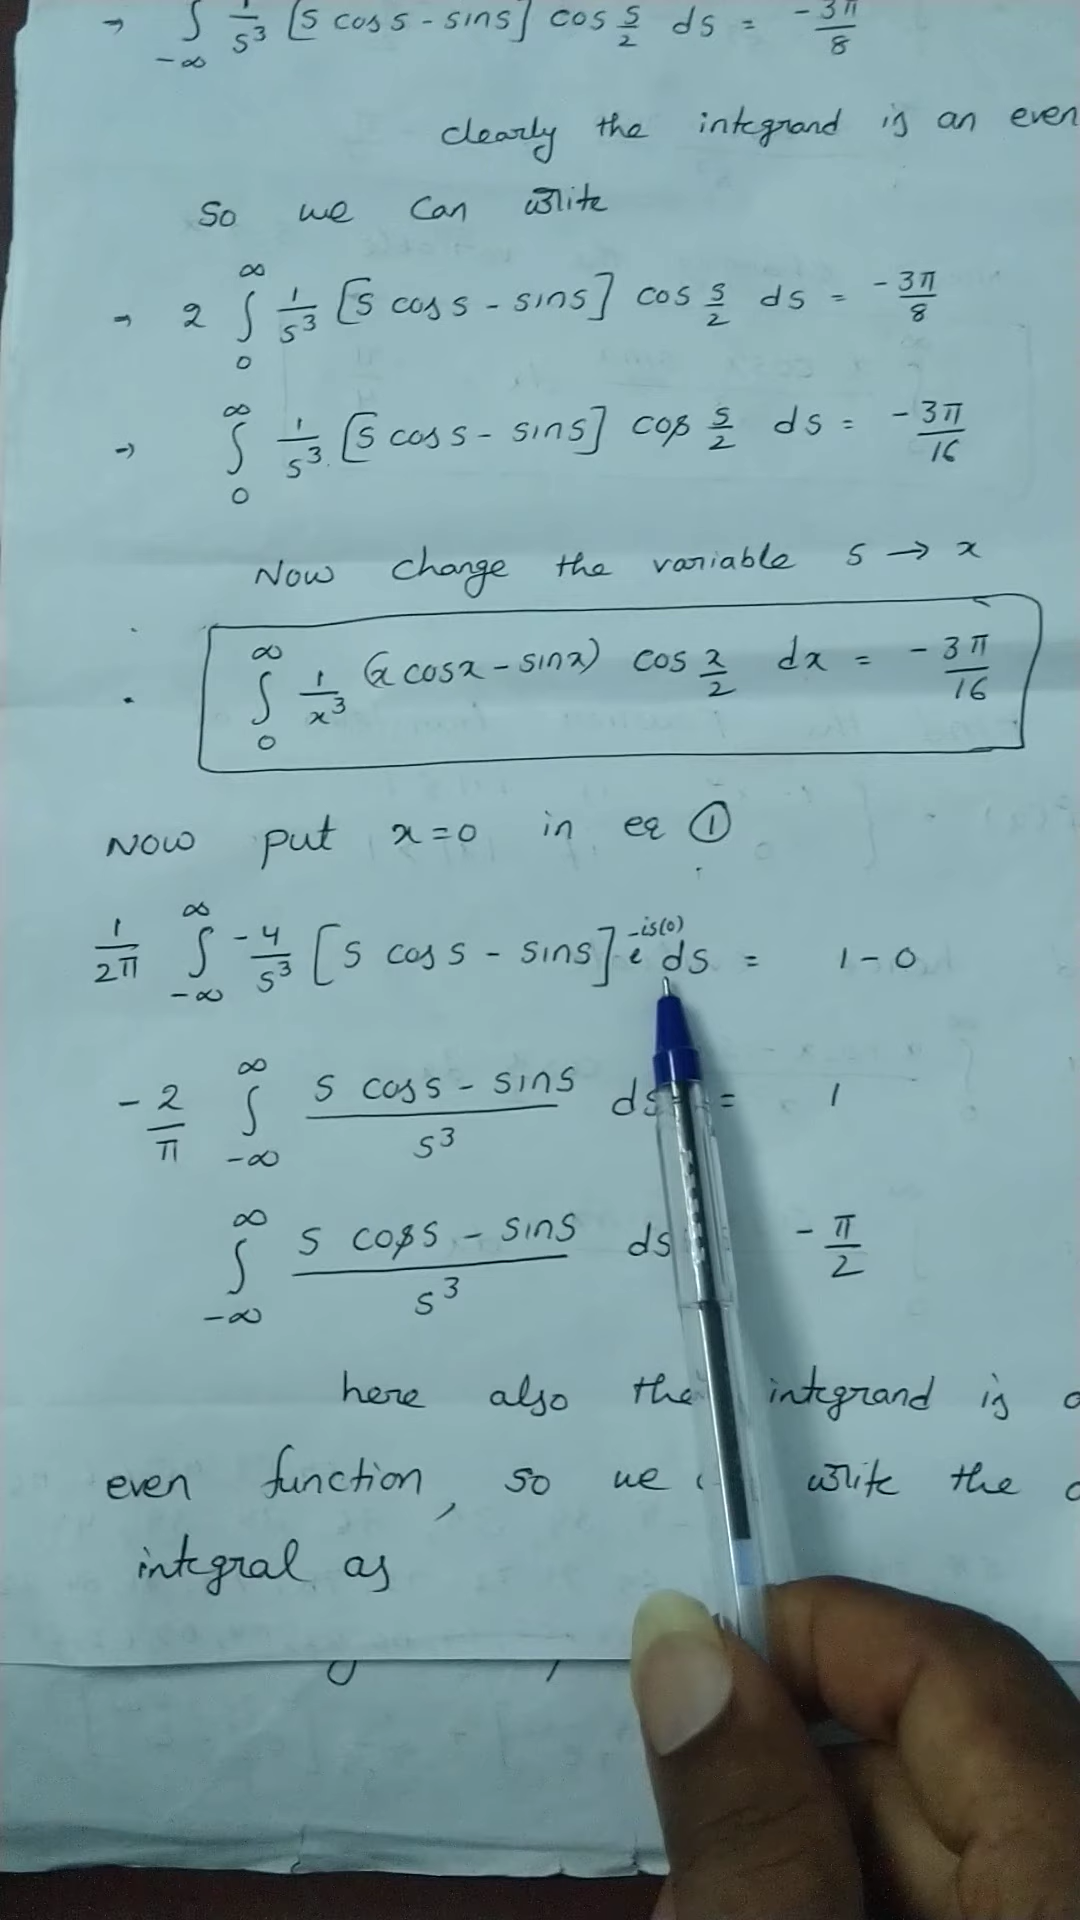 → ∫_{-∞} 1/s³ [s cos s - sin s] cos s/2 ds = -3π/8
clearly the integrand is an even
so we can write
→ 2 ∫_0^∞ 1/s³ [s cos s - sin s] cos s/2 ds = -3π/8
→ ∫_0^∞ 1/s³ [s cos s - sin s] cos s/2 ds = -3π/16
Now change the variable s → x
∫_0^∞ 1/x³ (x cos x - sin x) cos x/2 dx = -3π/16
Now put x=0 in eq ①
1/2π ∫_{-∞}^∞ -4/s³ [s cos s - sin s] e^{-is(0)} ds = 1-0
-2/π ∫_{-∞}^∞ (s cos s - sin s)/s³ ds = 1
∫_{-∞}^∞ (s cos s - sin s)/s³ ds -π/2
here also the integrand is
even function, so we write the
integral as